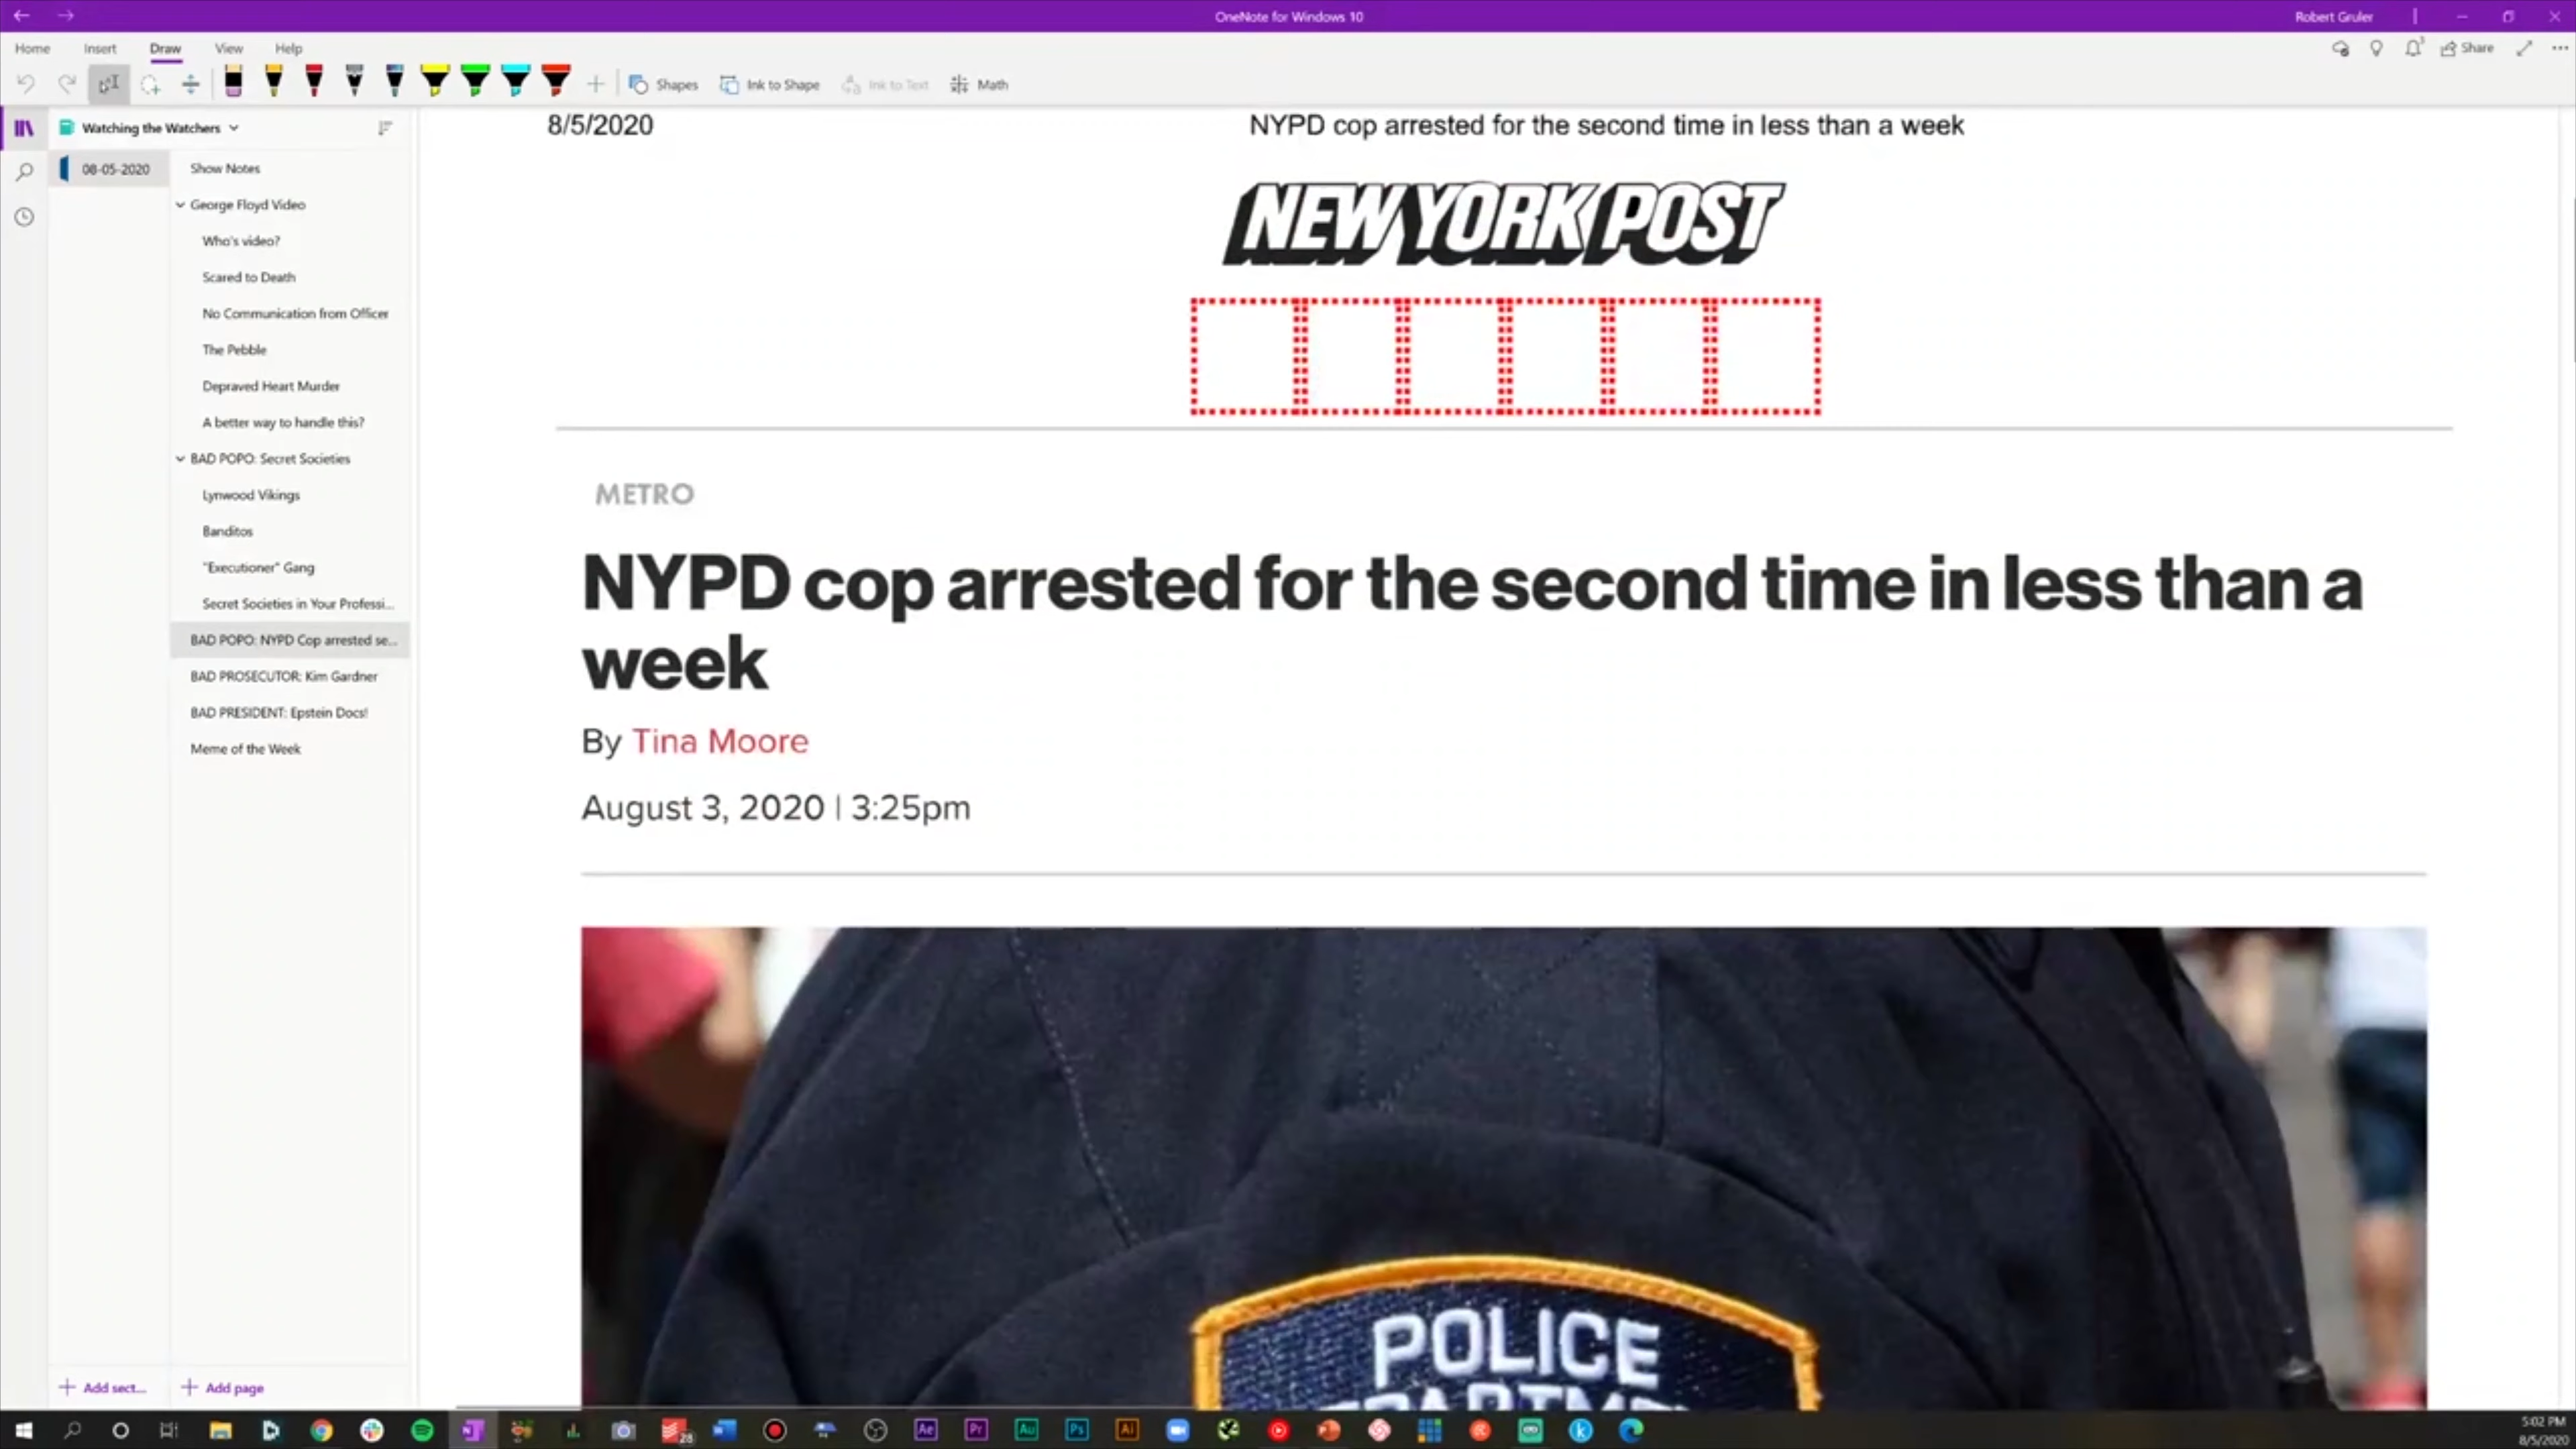 OneNote for Windows 10
Robert Gruler
Home Insert Draw View Help
Share
Shapes Ink to Shape Ink to Text Math
Watching the Watchers
08-05-2020
Show Notes
George Floyd Video
Who's video?
Scared to Death
No Communication from Officer
The Pebble
Depraved Heart Murder
A better way to handle this?
BAD POPO: Secret Societies
Lynwood Vikings
Banditos
"Executioner" Gang
Secret Societies in Your Professi...
BAD POPO: NYPD Cop arrested se...
BAD PROSECUTOR: Kim Gardner
BAD PRESIDENT: Epstein Docs!
Meme of the Week
Add sect...
Add page
8/5/2020
NYPD cop arrested for the second time in less than a week
NEW YORK POST
METRO
NYPD cop arrested for the second time in less than a
week
By Tina Moore
August 3, 2020 | 3:25pm
POLICE
28
Ae
Pr
Au
Ps
Ai
5:02 PM
8/5/2020